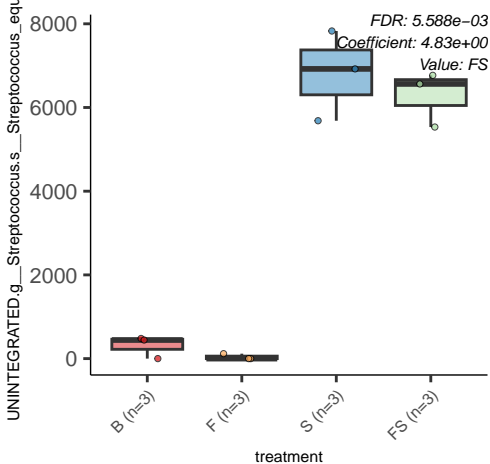 FDR: 5.588e−03
Coefficient: 4.83e+00
Value: FS
UNINTEGRATED.g__Streptococcus.s__Streptococcus_equ
8000
6000
4000
2000
0
B (n=3)
F (n=3)
S (n=3)
FS (n=3)
treatment